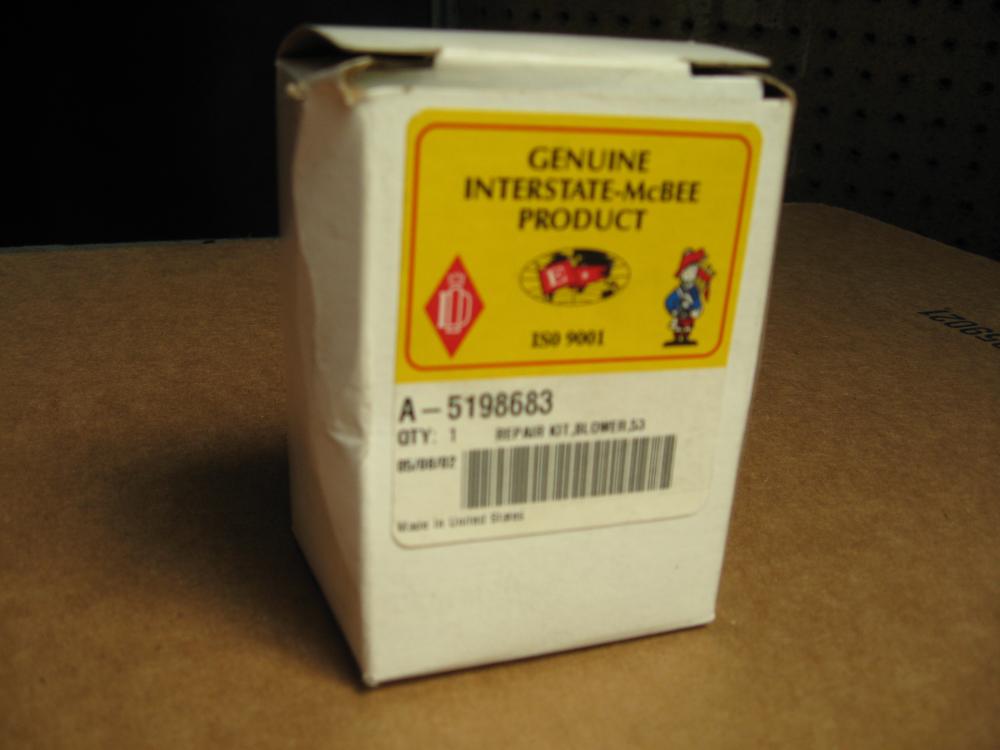 GENUINE
INTERSTATE-McBEE
PRODUCT
E
ISO 9001
A-5198683
QTY: 1 REPAIR KIT,BLOWER,53
Made In United States